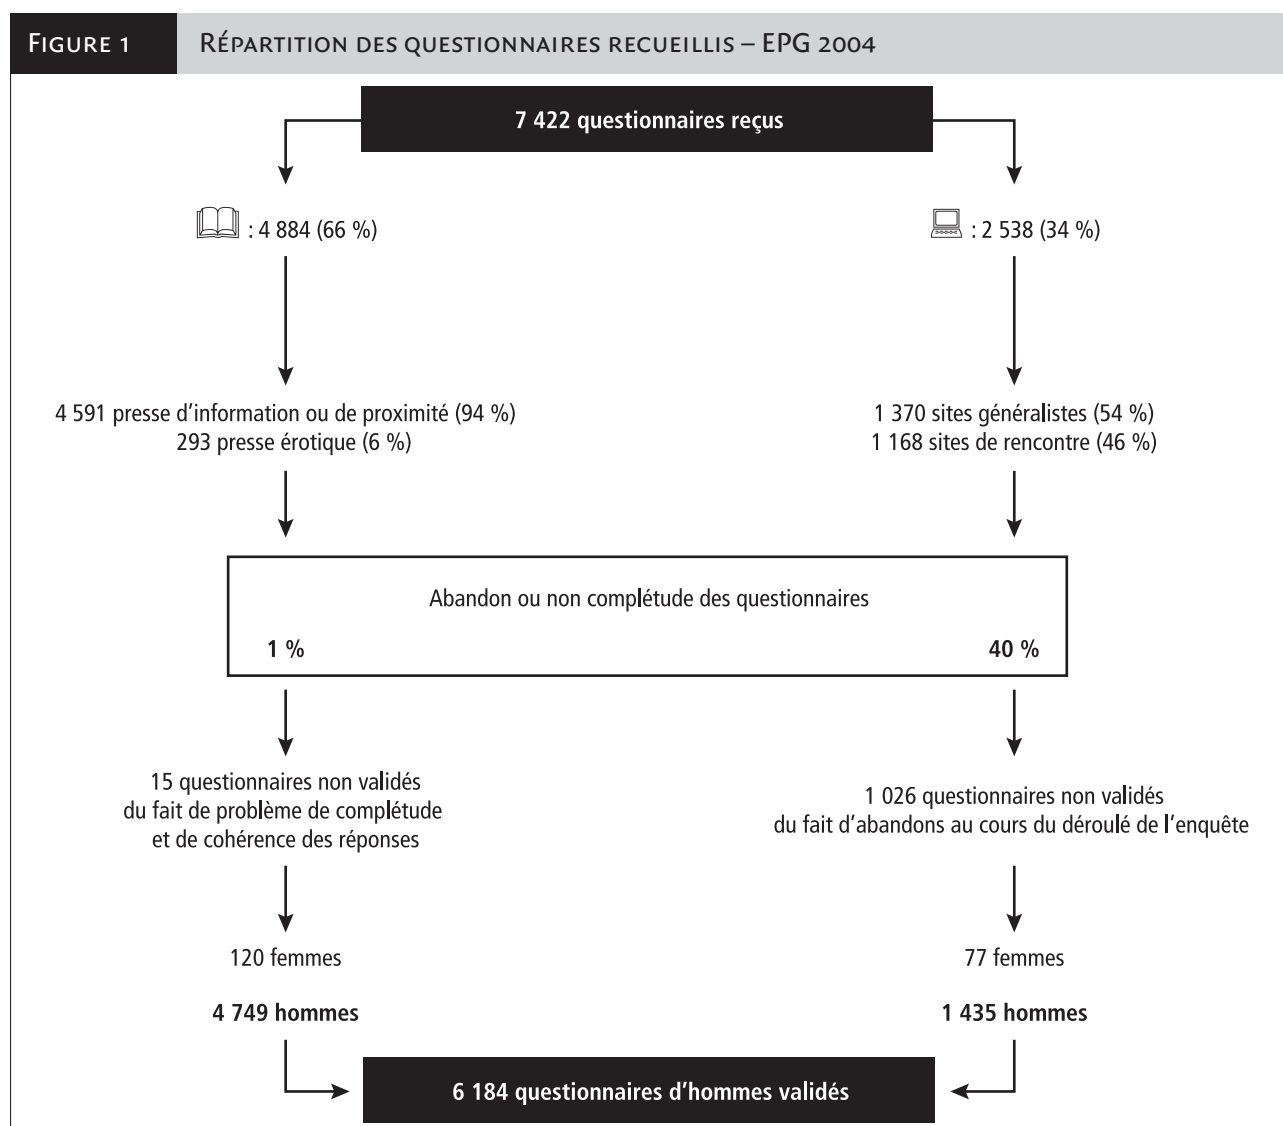 FIGURE 1
RÉPARTITION DES QUESTIONNAIRES RECUEILLIS – EPG 2004
7 422 questionnaires reçus
: 4 884 (66 %)
: 2 538 (34 %)
4 591 presse d’information ou de proximité (94 %)
293 presse érotique (6 %)
1 370 sites généralistes (54 %)
1 168 sites de rencontre (46 %)
Abandon ou non complétude des questionnaires
1 %
40 %
15 questionnaires non validés
du fait de problème de complétude
et de cohérence des réponses
1 026 questionnaires non validés
du fait d’abandons au cours du déroulé de l’enquête
120 femmes
77 femmes
4 749 hommes
1 435 hommes
6 184 questionnaires d’hommes validés